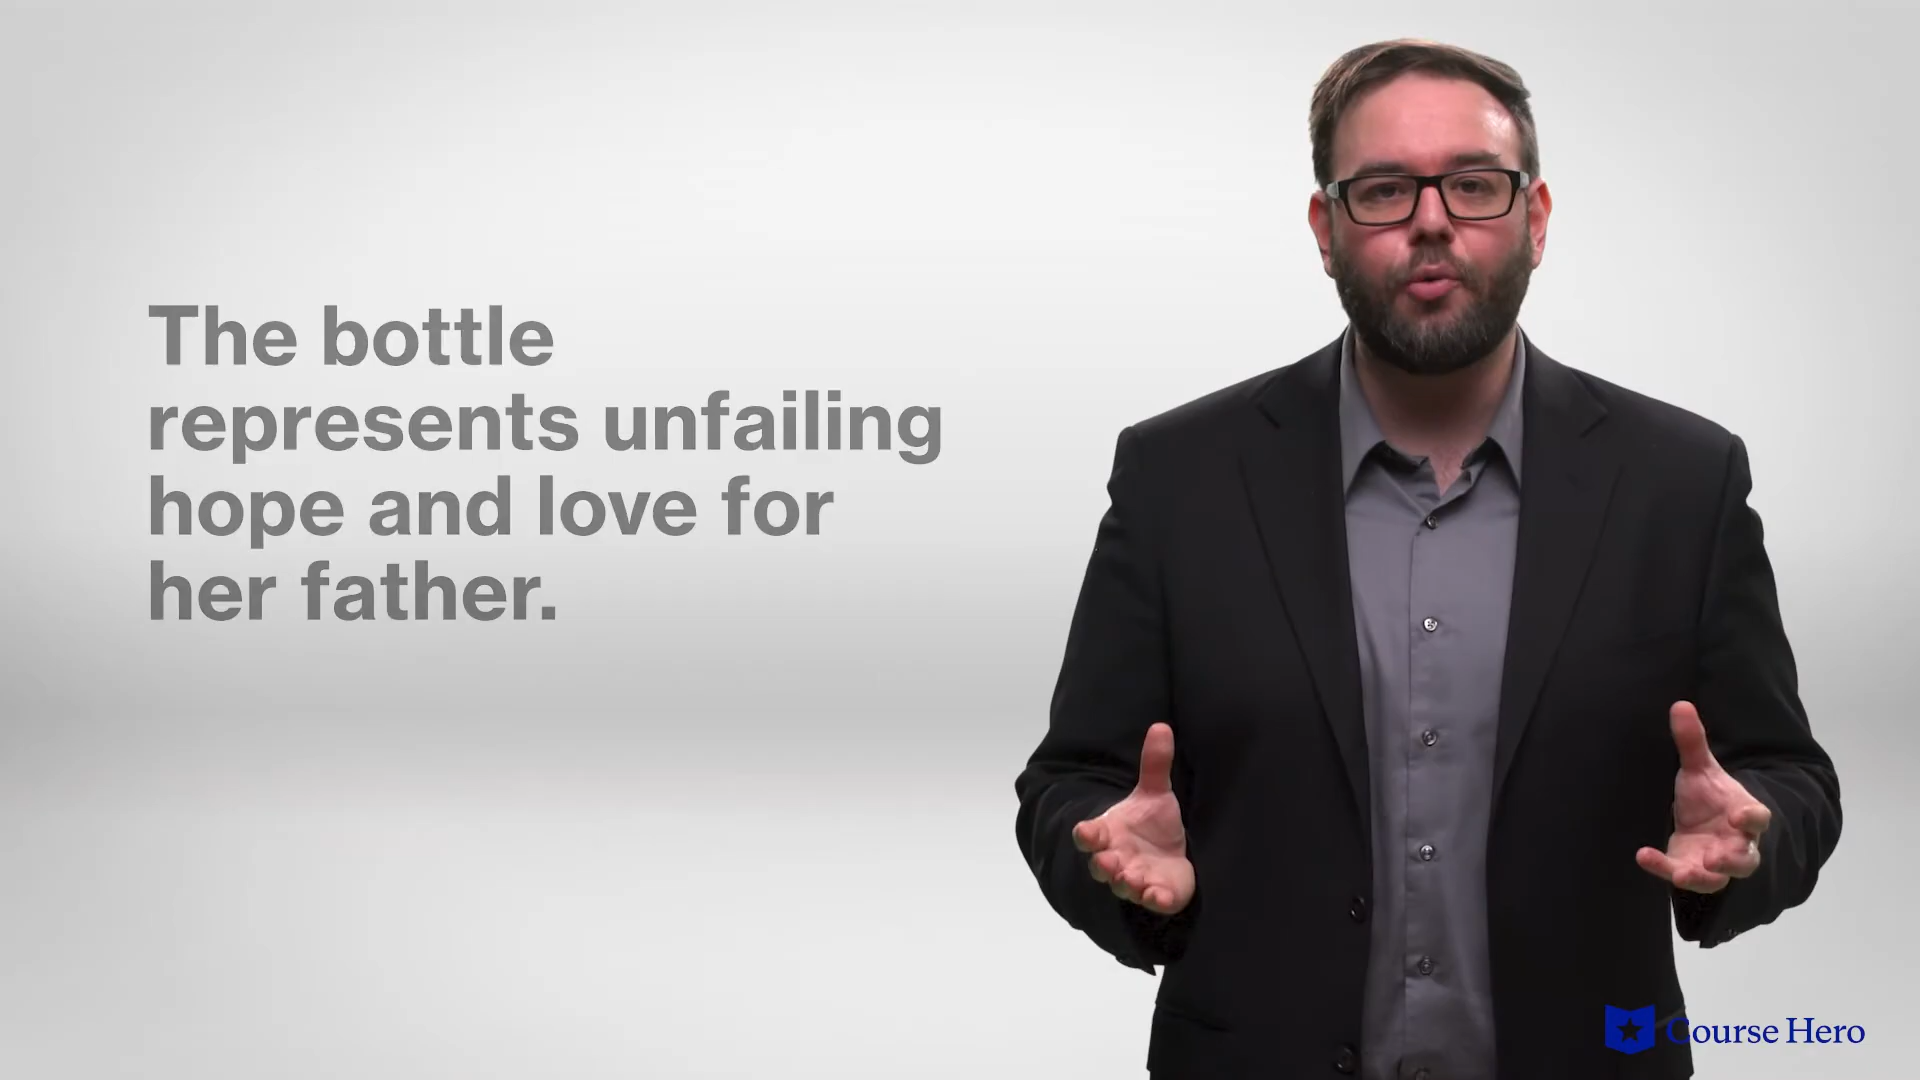 The bottle
represents unfailing
hope and love for
her father.
Course Hero